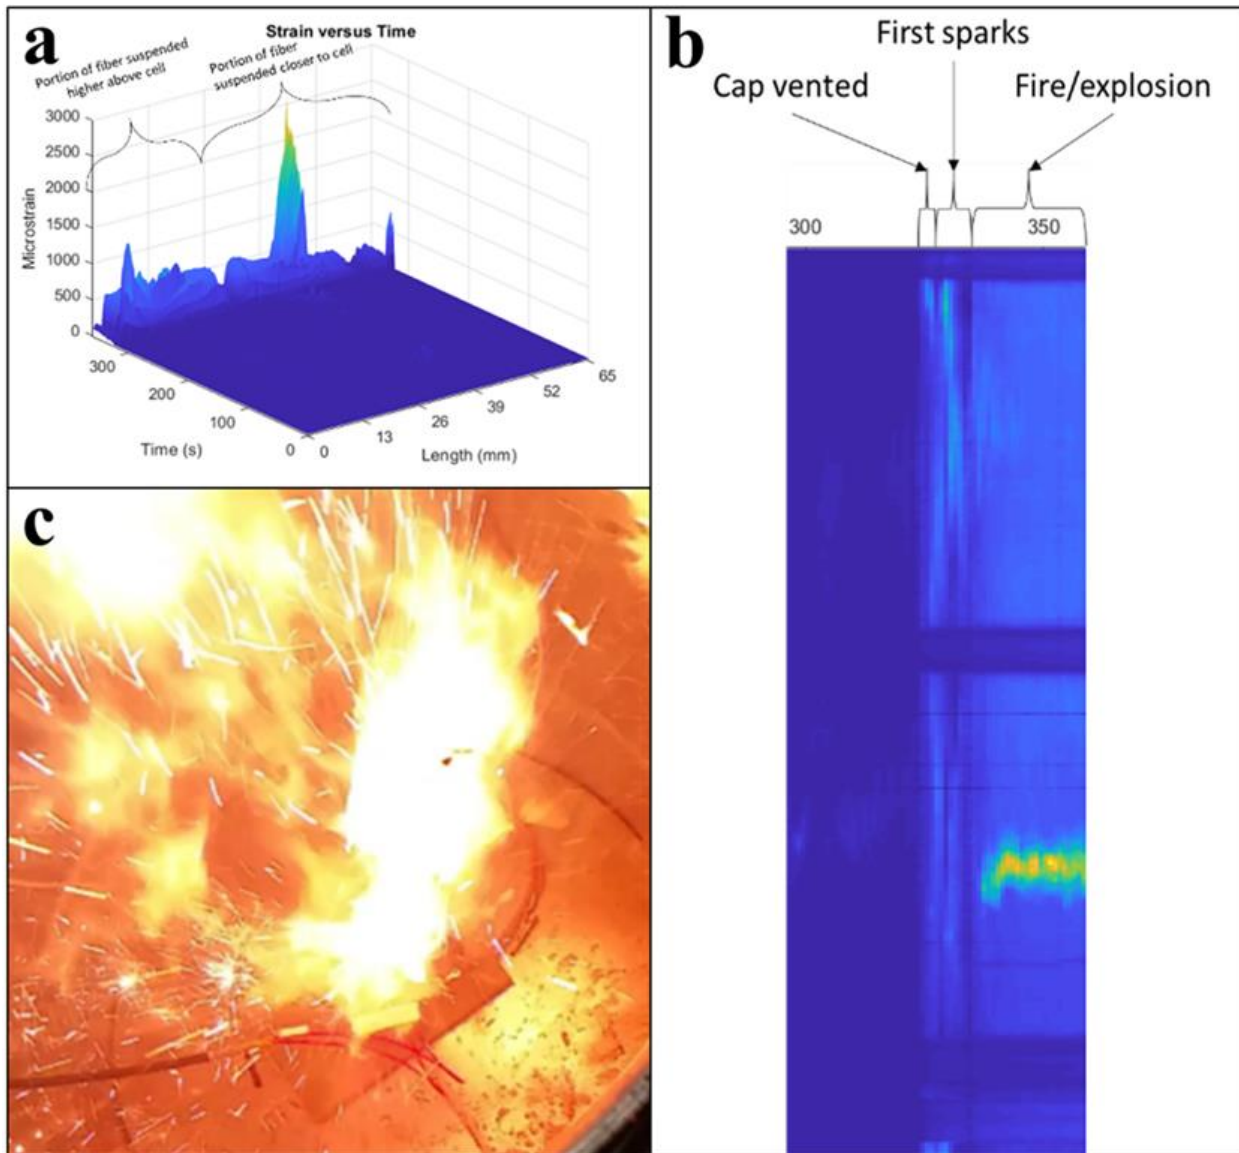 a
Strain versus Time
Portion of fiber suspended
higher above cell
Portion of fiber
suspended closer to cell
3000
2500
2000
1500
1000
500
0
Microstrain
300
200
100
0
Time (s)
0
13
26
39
52
65
Length (mm)
b
First sparks
Cap vented
Fire/explosion
300
350
c